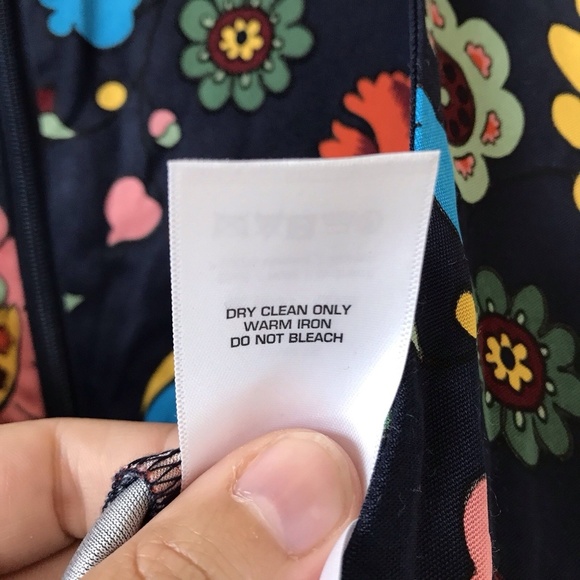 DRY CLEAN ONLY
WARM IRON
DO NOT BLEACH